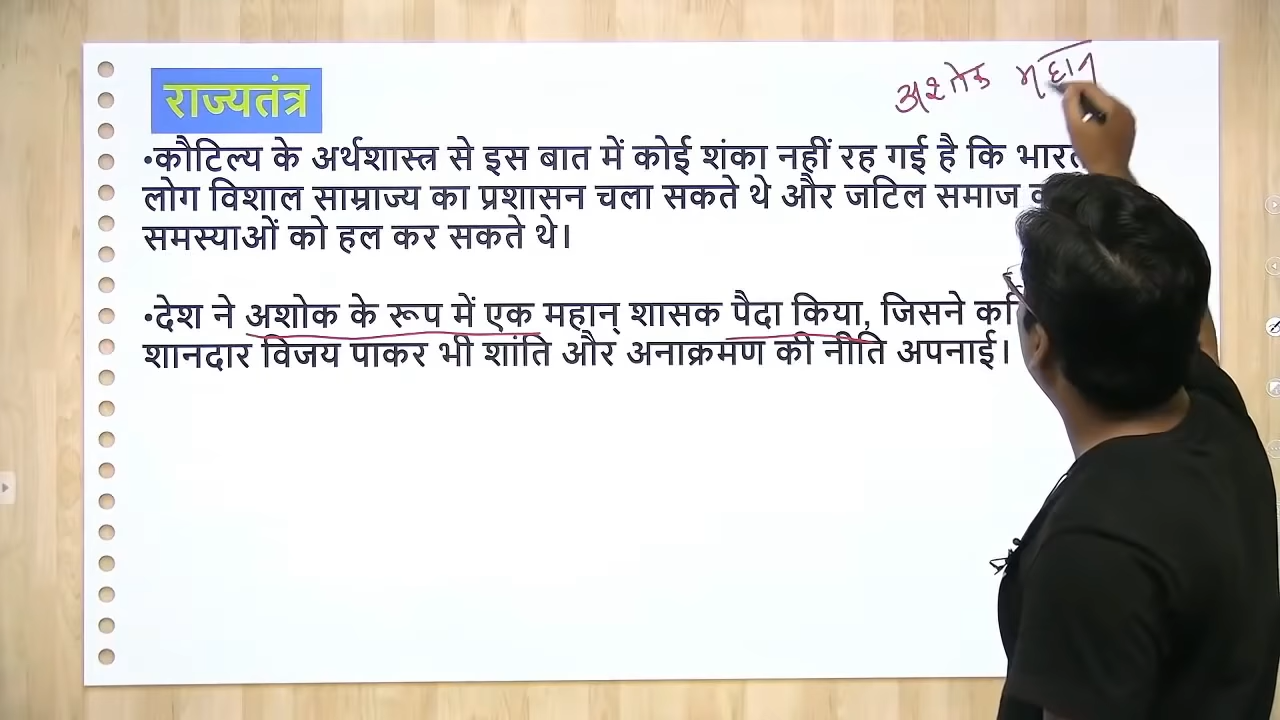 अशोक महान
राज्यतंत्र
•कौटिल्य के अर्थशास्त्र से इस बात में कोई शंका नहीं रह गई है कि
लोग विशाल साम्राज्य का प्रशासन चला सकते थे और जटिल समाज
समस्याओं को हल कर सकते थे।
•देश ने अशोक के रूप में एक महान् शासक पैदा किया, जिसने
शानदार विजय पाकर भी शांति और अनाक्रमण की नीति अपनाई।